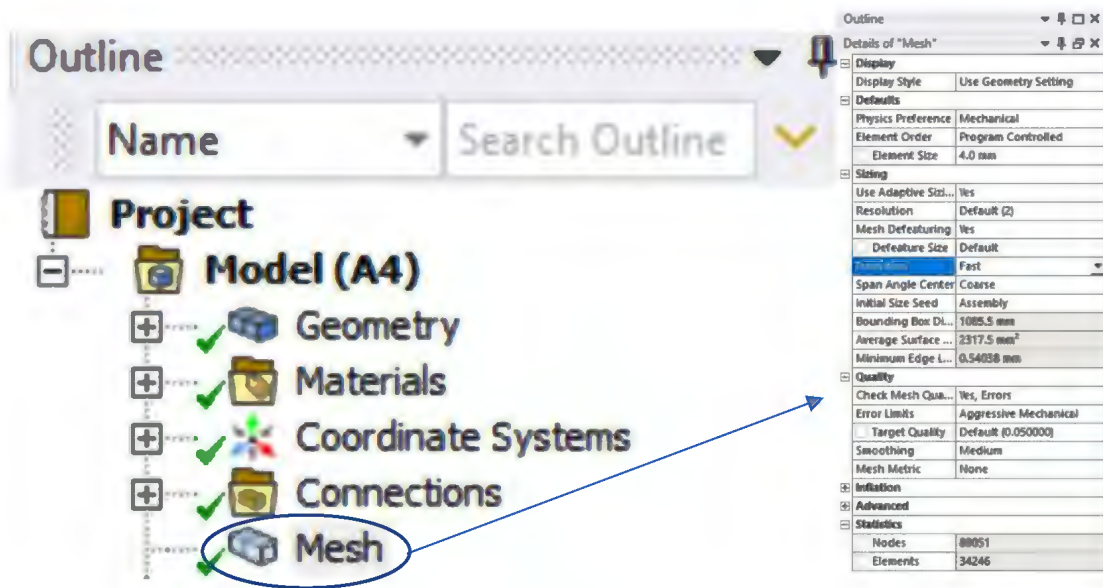 Outline
Name
Search Outline
Project
Model (A4)
Geometry
Materials
Coordinate Systems
Connections
Mesh
Outline
Details of "Mesh"
Display
Display Style Use Geometry Setting
Defaults
Physics Preference Mechanical
Element Order Program Controlled
Element Size 4.0 mm
Sizing
Use Adaptive Sizi... Yes
Resolution Default (2)
Mesh Defeaturing Yes
Defeature Size Default
Fast
Span Angle Center Coarse
Initial Size Seed Assembly
Bounding Box Di... 1085.5 mm
Average Surface ... 2317.5 mm²
Minimum Edge L... 0.54038 mm
Quality
Check Mesh Qua... Yes, Errors
Error Limits Aggressive Mechanical
Target Quality Default (0.050000)
Smoothing Medium
Mesh Metric None
Inflation
Advanced
Statistics
Nodes 88051
Elements 34246